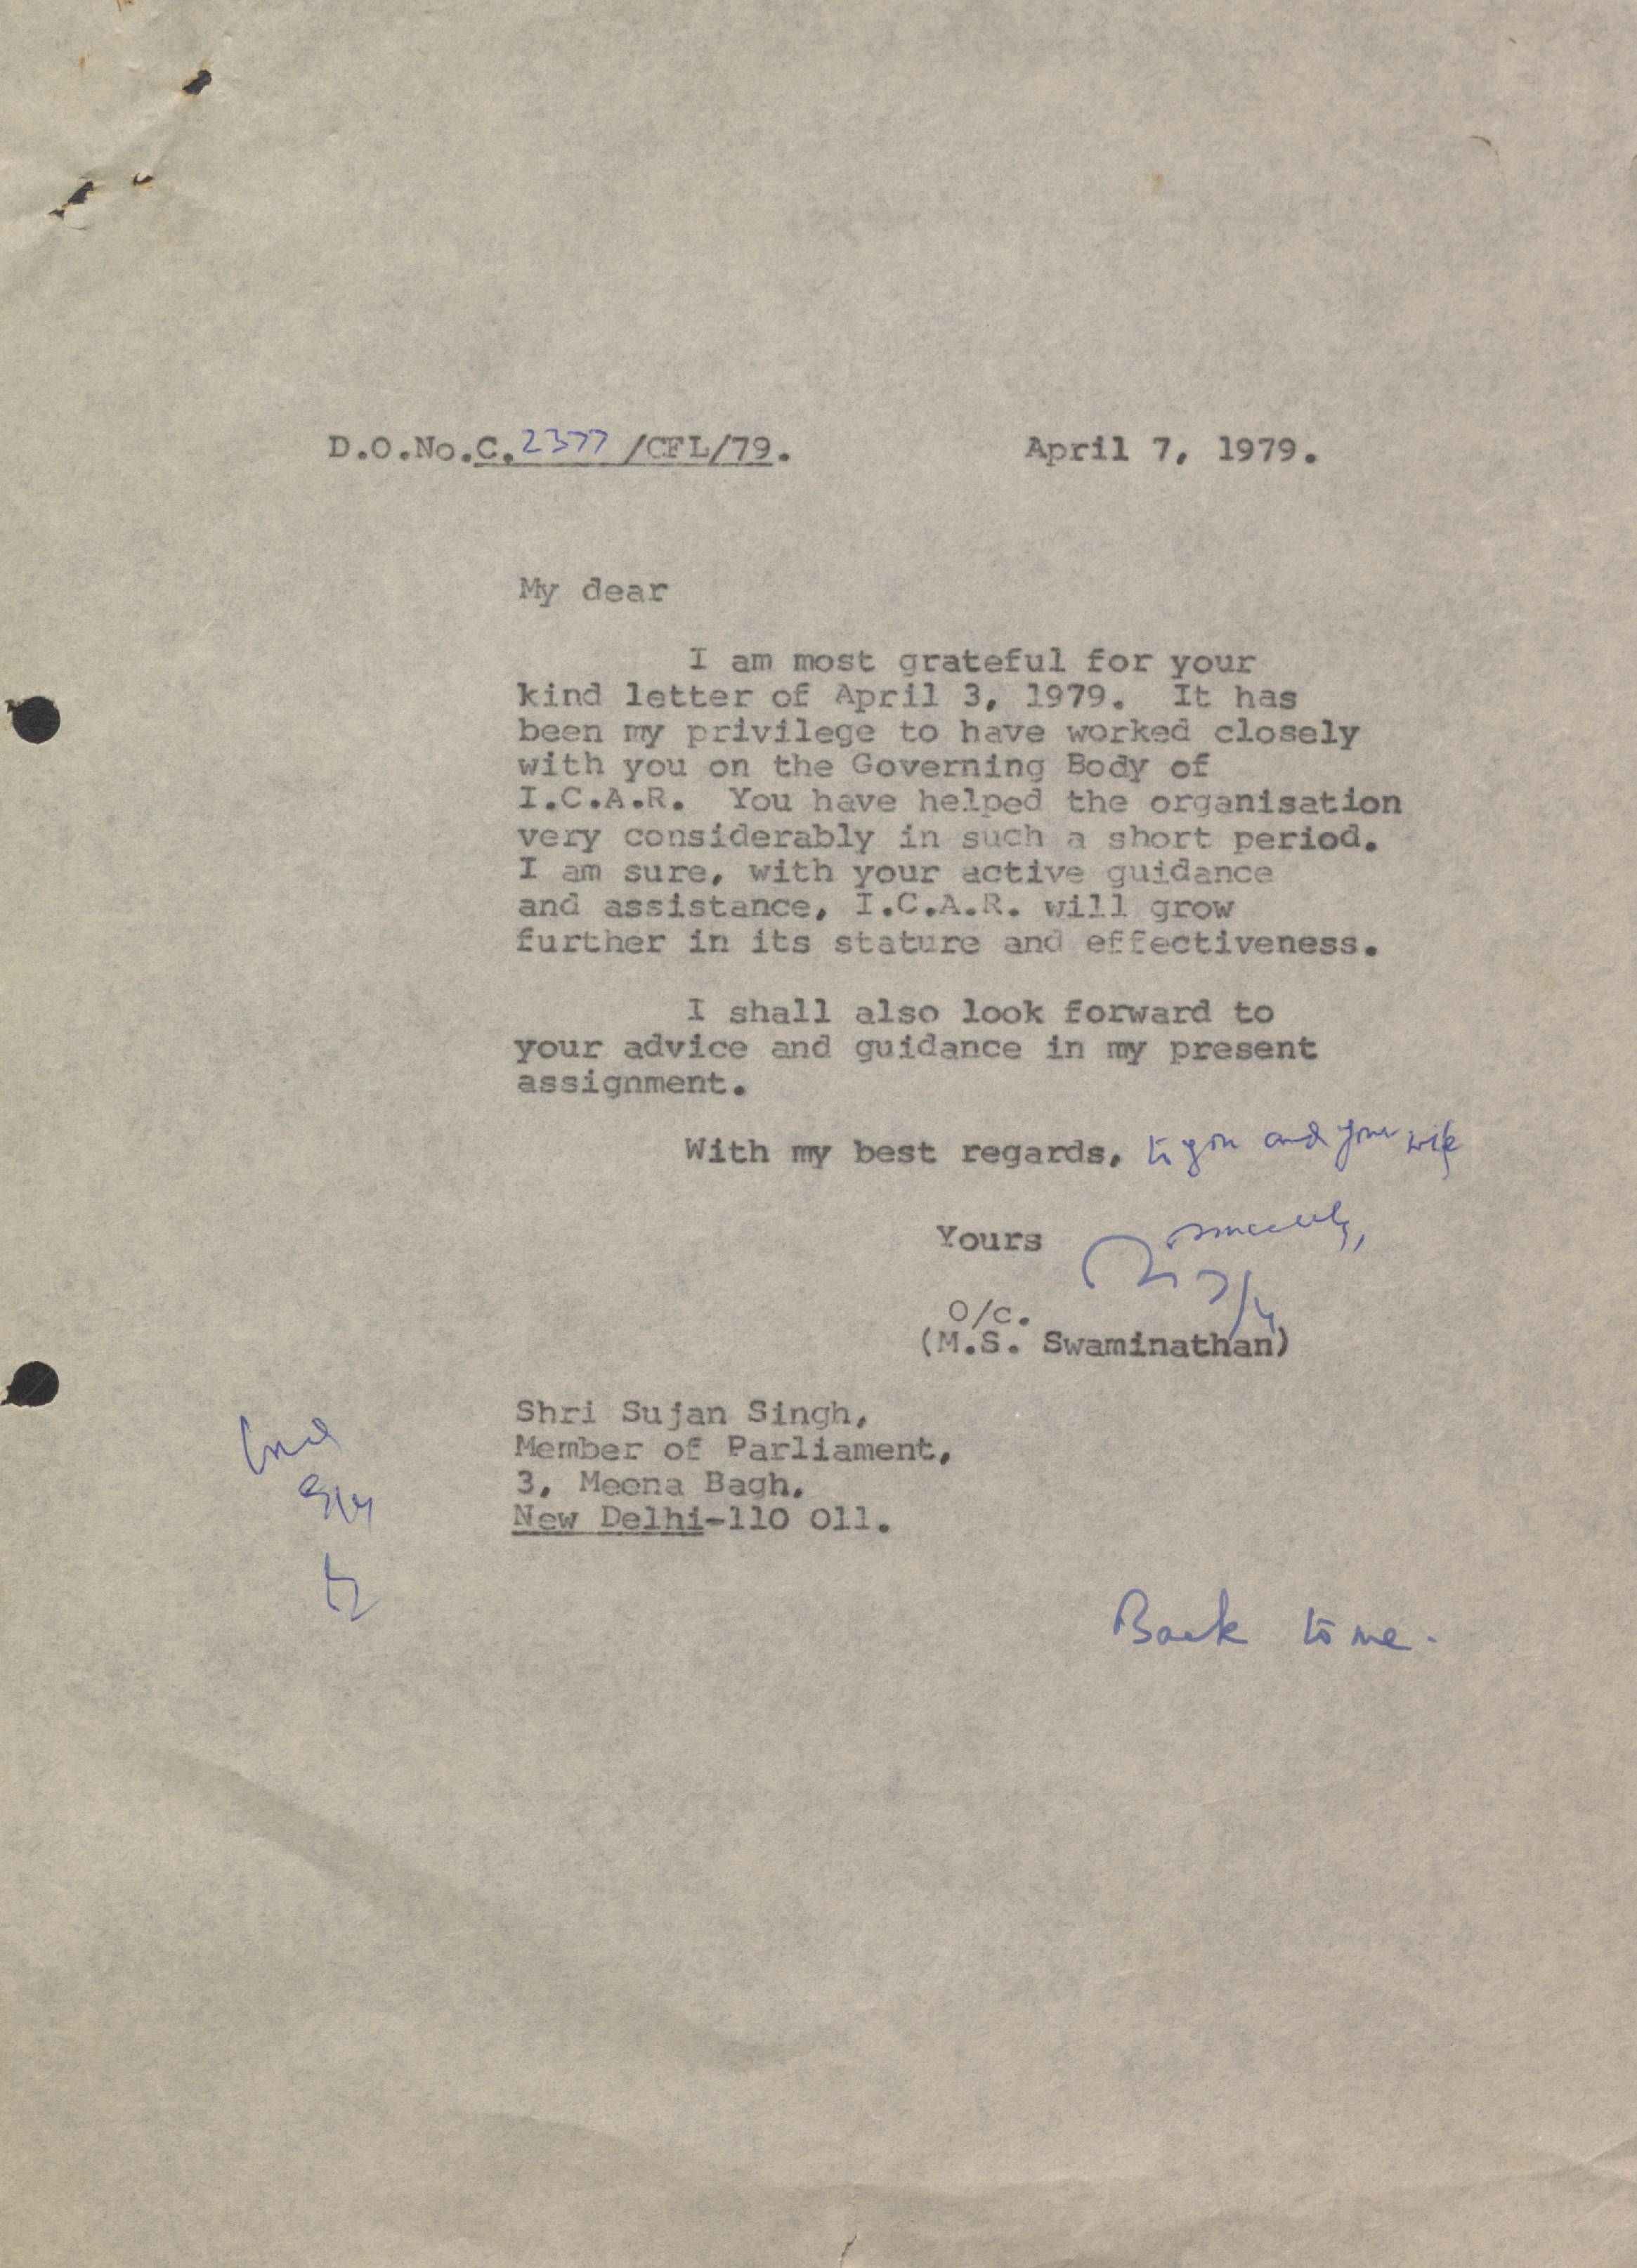 D.O.No.C.2377/CFL/79. April 7, 1979.
My dear
I am most grateful for your
kind letter of April 3, 1979. It has
been my privilege to have worked closely
with you on the Governing Body of
I.C.A.R. You have helped the organisation
very considerably in such a short period.
I am sure, with your active guidance
and assistance, I.C.A.R. will grow
further in its stature and effectiveness.
I shall also look forward to
your advice and guidance in my present
assignment.
With my best regards, to you and your wife
Yours sincerely,
O/c.
(M.S. Swaminathan)
Shri Sujan Singh,
Member of Parliament,
3, Meena Bagh,
New Delhi-110 011.
Back to me.